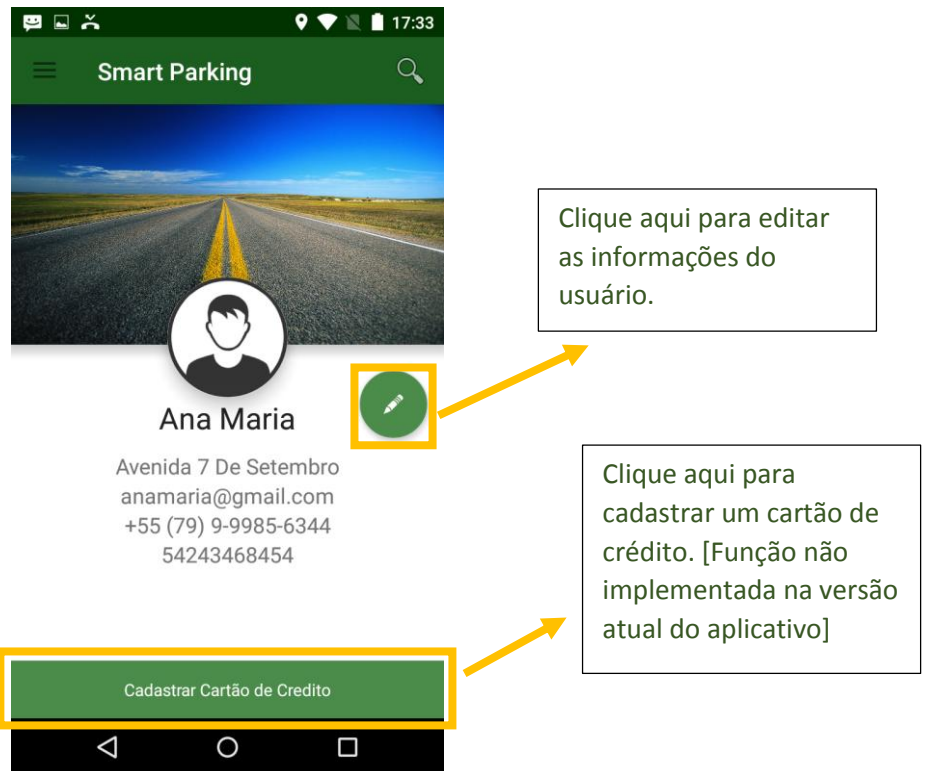 17:33
Smart Parking
Clique aqui para editar
as informações do
usuário.
Ana Maria
Avenida 7 De Setembro
anamaria@gmail.com
+55 (79) 9-9985-6344
54243468454
Clique aqui para
cadastrar um cartão de
crédito. [Função não
implementada na versão
atual do aplicativo]
Cadastrar Cartão de Credito